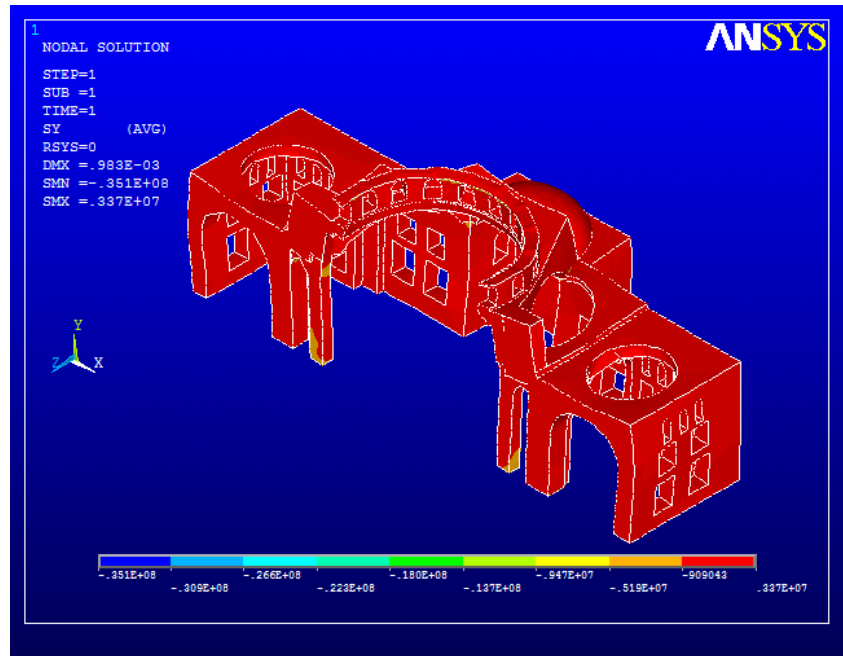 1
NODAL SOLUTION
ANSYS
STEP=1
SUB =1
TIME=1
SY (AVG)
RSYS=0
DMX =.983E-03
SMN =-.351E+08
SMX =.337E+07
Y
Z X
-.351E+08 -.266E+08 -.180E+08 -.947E+07 -909043
-.309E+08 -.223E+08 -.137E+08 -.519E+07 .337E+07